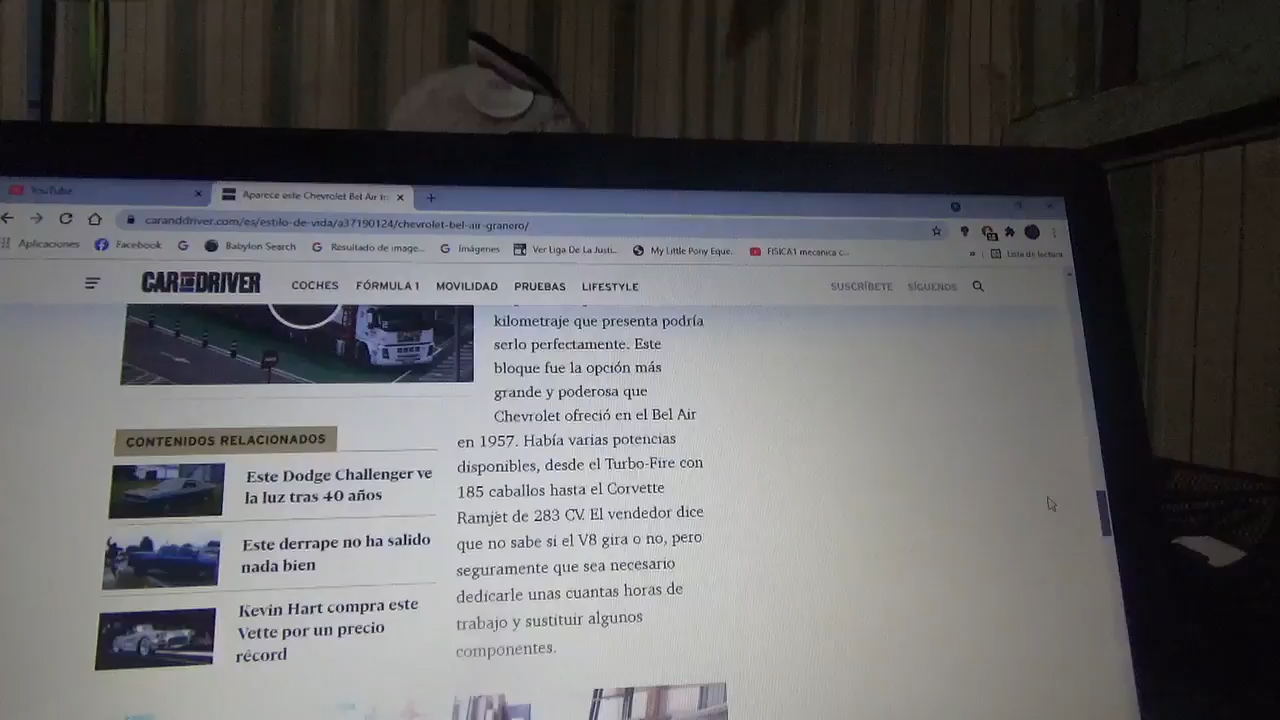 YouTube
Aparece este Chevrolet Bel Air tr
caranddriver.com/es/estilo-de-vida/a37190124/chevrolet-bel-air-granero/
Aplicaciones
Facebook
Babylon Search
Resultado de image...
Imágenes
Ver Liga De La Justi...
My Little Pony Eque...
FISICA1 mecanica c...
»
Lista de lectura
CAR AND DRIVER
COCHES
FÓRMULA 1
MOVILIDAD
PRUEBAS
LIFESTYLE
SUSCRÍBETE
SÍGUENOS
kilometraje que presenta podría
serlo perfectamente. Este
bloque fue la opción más
grande y poderosa que
Chevrolet ofreció en el Bel Air
en 1957. Había varias potencias
disponibles, desde el Turbo-Fire con
185 caballos hasta el Corvette
Ramjet de 283 CV. El vendedor dice
que no sabe si el V8 gira o no, pero
seguramente que sea necesario
dedicarle unas cuantas horas de
trabajo y sustituir algunos
componentes.
CONTENIDOS RELACIONADOS
Este Dodge Challenger ve
la luz tras 40 años
Este derrape no ha salido
nada bien
Kevin Hart compra este
Vette por un precio
récord